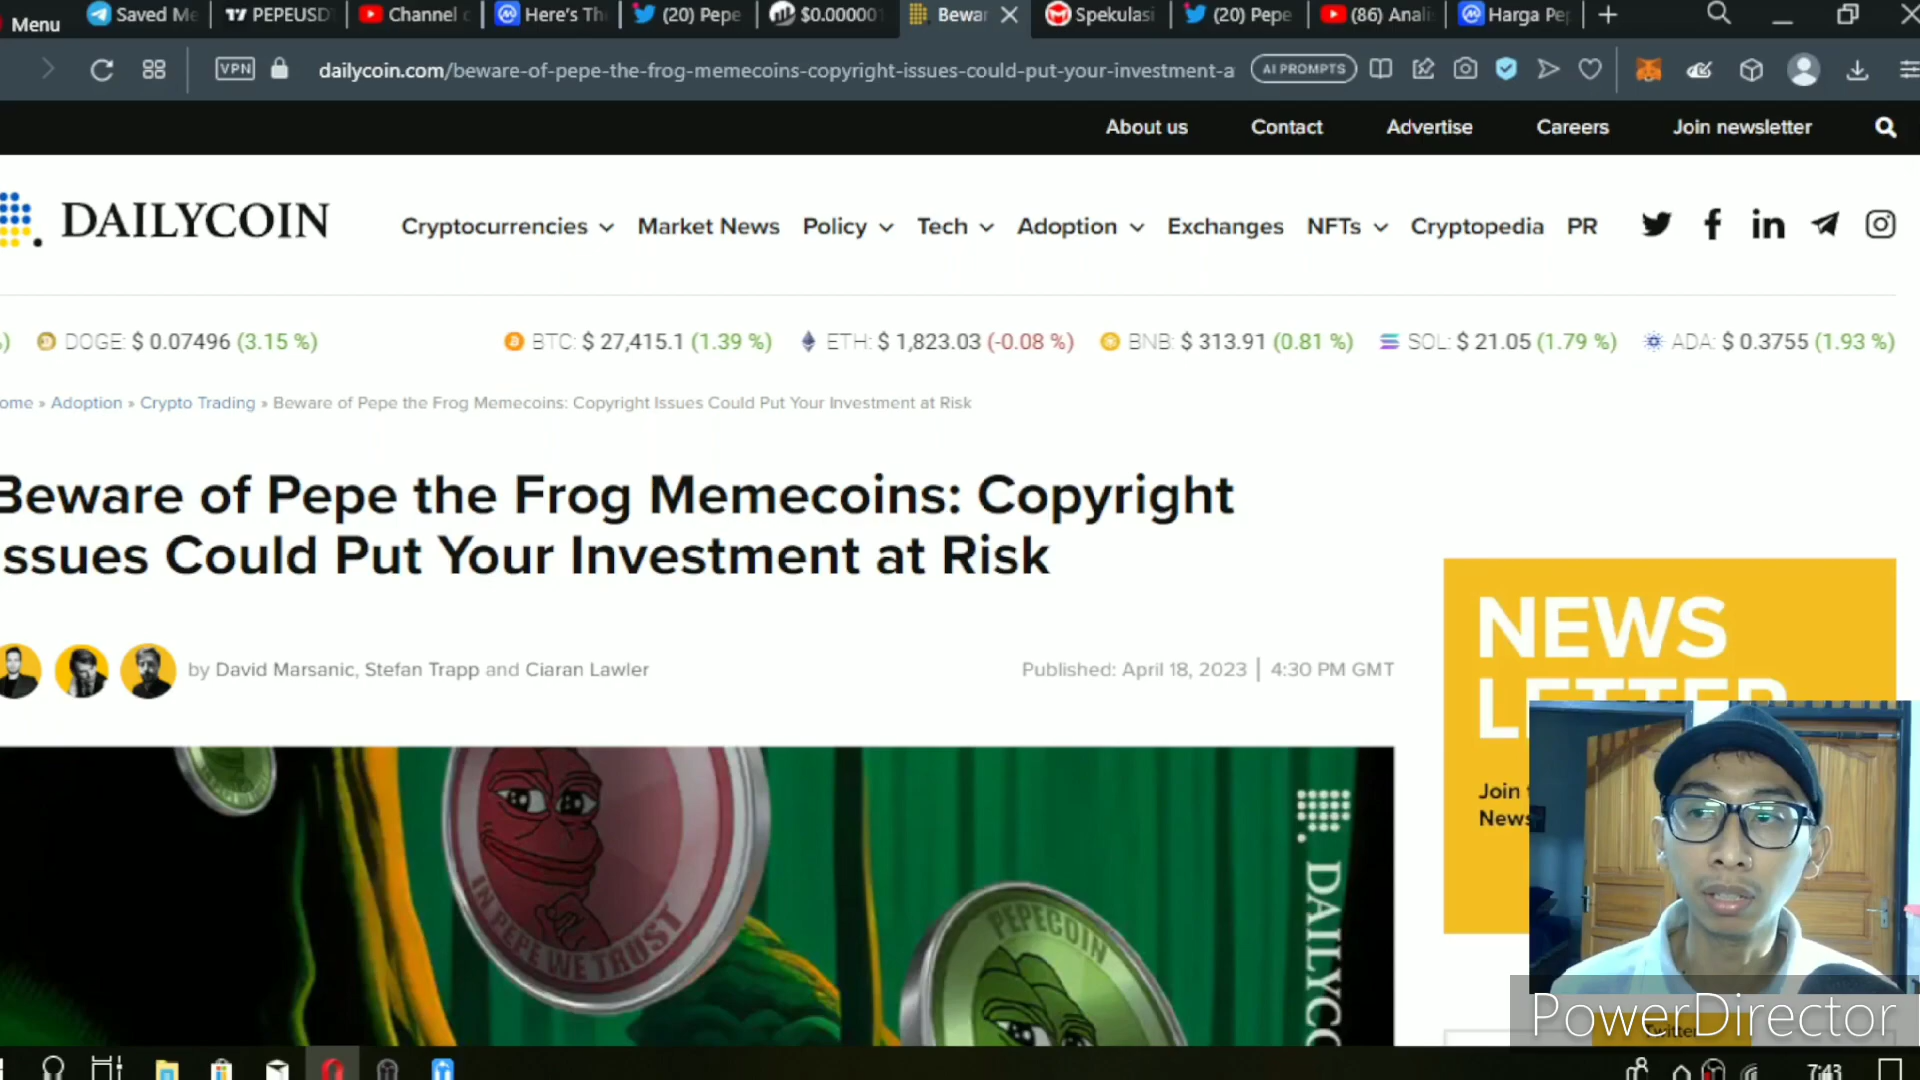 Menu
Saved Me
PEPEUSD
Channel
Here's Th
(20) Pepe
$0.00000
Bewar
Spekulasi
(20) Pepe
(86) Anali
Harga Pe
VPN
dailycoin.com/beware-of-pepe-the-frog-memecoins-copyright-issues-could-put-your-investment-a
AI PROMPTS
About us
Contact
Advertise
Careers
Join newsletter
DAILYCOIN
Cryptocurrencies
Market News
Policy
Tech
Adoption
Exchanges
NFTs
Cryptopedia
PR
DOGE: $ 0.07496 (3.15 %)
BTC: $ 27,415.1 (1.39 %)
ETH: $ 1,823.03 (-0.08 %)
BNB: $ 313.91 (0.81 %)
SOL: $ 21.05 (1.79 %)
ADA: $ 0.3755 (1.93 %)
ome » Adoption » Crypto Trading » Beware of Pepe the Frog Memecoins: Copyright Issues Could Put Your Investment at Risk
Beware of Pepe the Frog Memecoins: Copyright
ssues Could Put Your Investment at Risk
by David Marsanic, Stefan Trapp and Ciaran Lawler
Published: April 18, 2023 | 4:30 PM GMT
NEWS
LETTER
Join
News
IN PEPE WE TRUST
PEPECOIN
DAILYCO
PowerDirector
Twitter
7:43